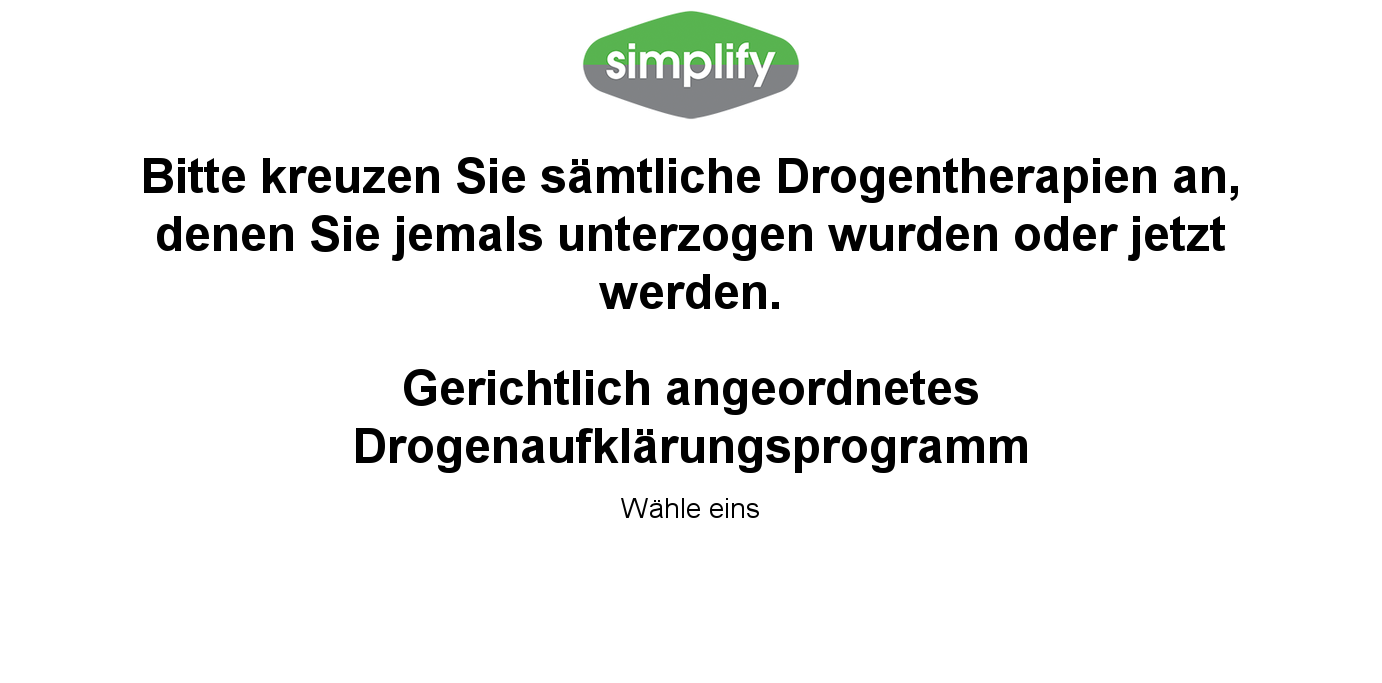 simplify
Bitte kreuzen Sie sämtliche Drogentherapien an,
denen Sie jemals unterzogen wurden oder jetzt
werden.
Gerichtlich angeordnetes
Drogenaufklärungsprogramm
Wähle eins